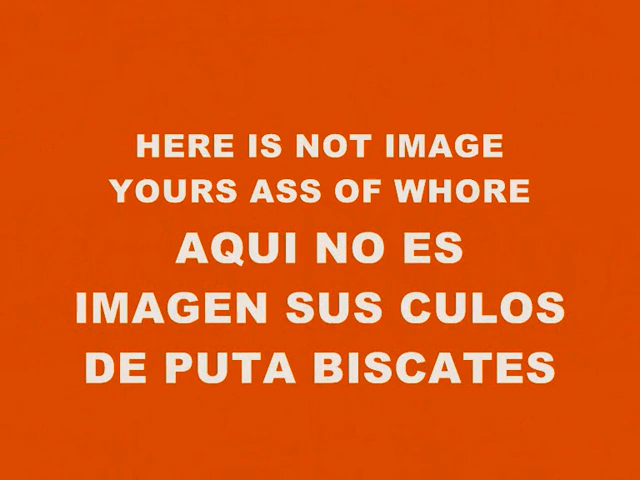 HERE IS NOT IMAGE
YOURS ASS OF WHORE
AQUI NO ES
IMAGEN SUS CULOS
DE PUTA BISCATES